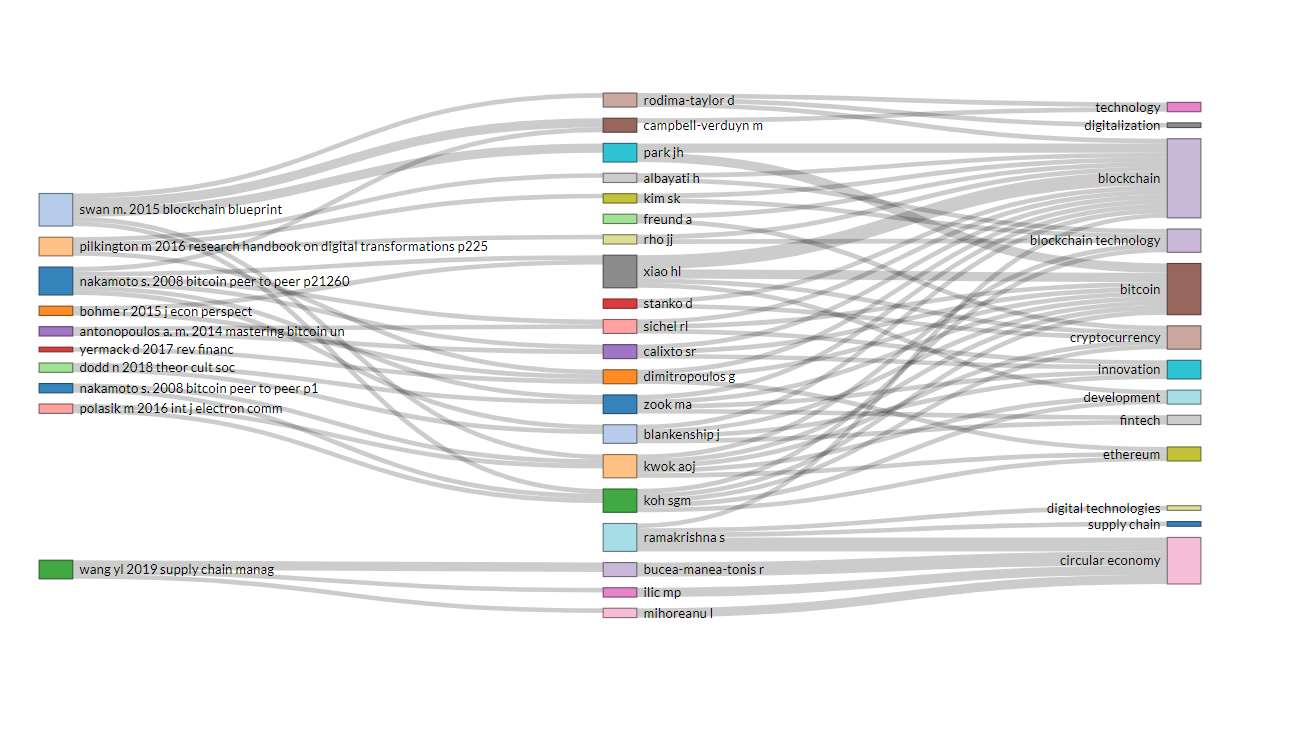 swan m. 2015 blockchain blueprint
pilkington m 2016 research handbook on digital transformations p225
nakamoto s. 2008 bitcoin peer to peer p21260
bohme r 2015 j econ perspect
antonopoulos a. m. 2014 mastering bitcoin un
yermack d 2017 rev financ
dodd n 2018 theor cult soc
nakamoto s. 2008 bitcoin peer to peer p1
polasik m 2016 int j electron comm
wang yl 2019 supply chain manag
rodima-taylor d
campbell-verduyn m
park jh
albayati h
kim sk
freund a
rho jj
xiao hl
stanko d
sichel rl
calixto sr
dimitropoulos g
zook ma
blankenship j
kwok aoj
koh sgm
ramakrishna s
bucea-manea-tonis r
ilic mp
mihoreanu l
technology
digitalization
blockchain
blockchain technology
bitcoin
cryptocurrency
innovation
development
fintech
ethereum
digital technologies
supply chain
circular economy